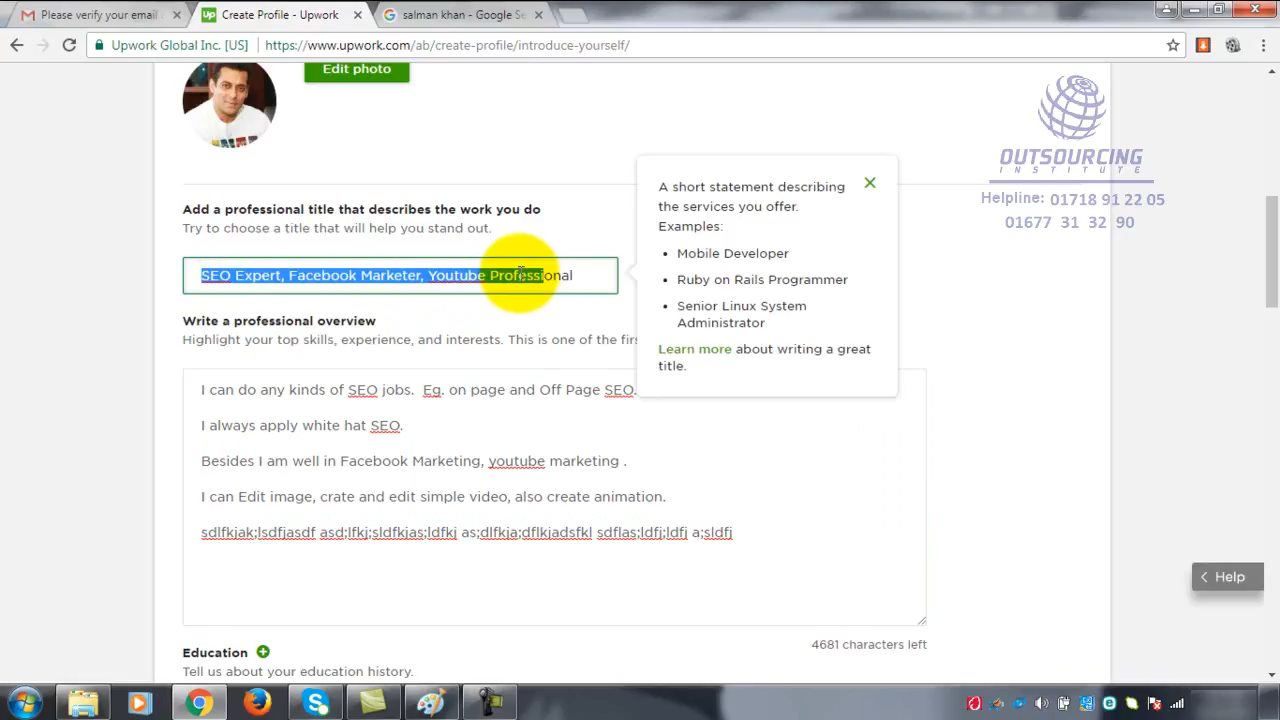 Please verify your email
Create Profile - Upwork
salman khan - Google Se
Upwork Global Inc. [US]
https://www.upwork.com/ab/create-profile/introduce-yourself/
Edit photo
OUTSOURCING
INSTITUTE
Helpline: 01718 91 22 05
01677 31 32 90
A short statement describing
the services you offer.
Examples:
Mobile Developer
Ruby on Rails Programmer
Senior Linux System
Administrator
Learn more about writing a great
title.
Add a professional title that describes the work you do
Try to choose a title that will help you stand out.
SEO Expert, Facebook Marketer, Youtube Professional
Write a professional overview
Highlight your top skills, experience, and interests. This is one of the firs
I can do any kinds of SEO jobs. Eg. on page and Off Page SEO.
I always apply white hat SEO.
Besides I am well in Facebook Marketing, youtube marketing .
I can Edit image, crate and edit simple video, also create animation.
sdlfkjak;lsdfjasdf asd;lfkj;sldfkjas;ldfkj as;dlfkja;dflkjadsfkl sdflas;ldfj;ldfj a;sldfj
Help
4681 characters left
Education
Tell us about your education history.